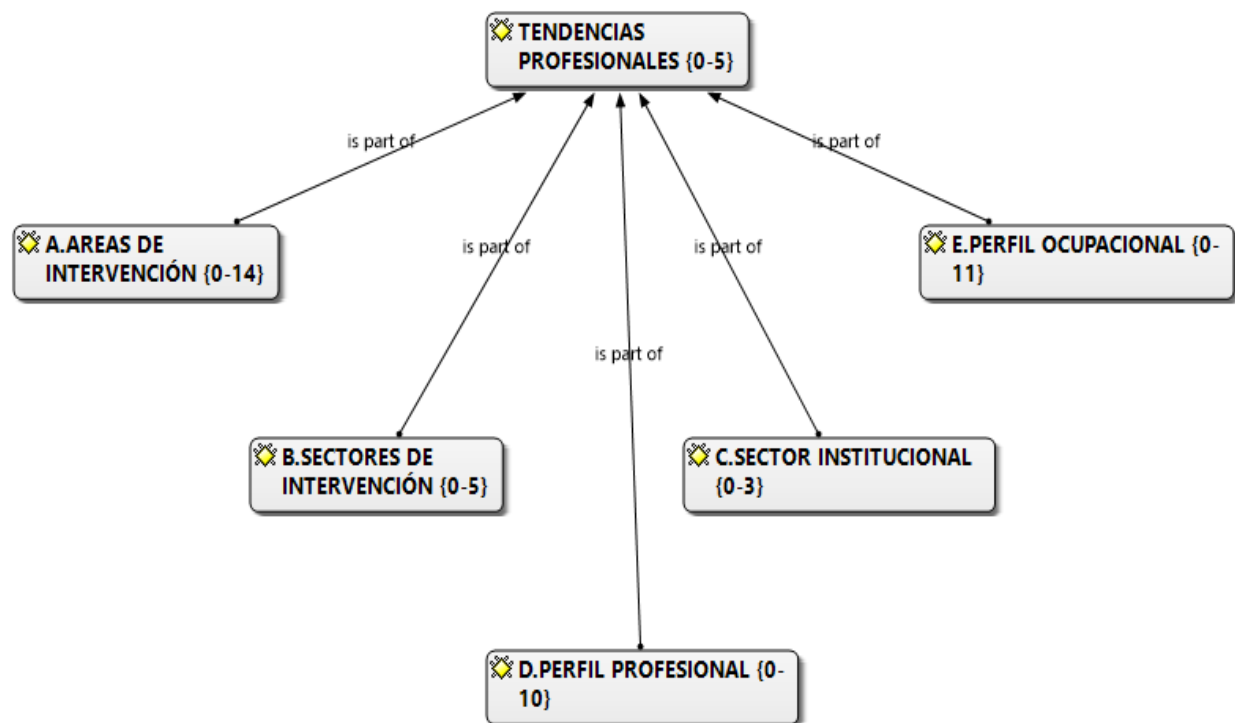 TENDENCIAS
PROFESIONALES {0-5}
is part of
is part of
A.AREAS DE
INTERVENCIÓN {0-14}
is part of
is part of
E.PERFIL OCUPACIONAL {0-
11}
is part of
B.SECTORES DE
INTERVENCIÓN {0-5}
C.SECTOR INSTITUCIONAL
{0-3}
D.PERFIL PROFESIONAL {0-
10}